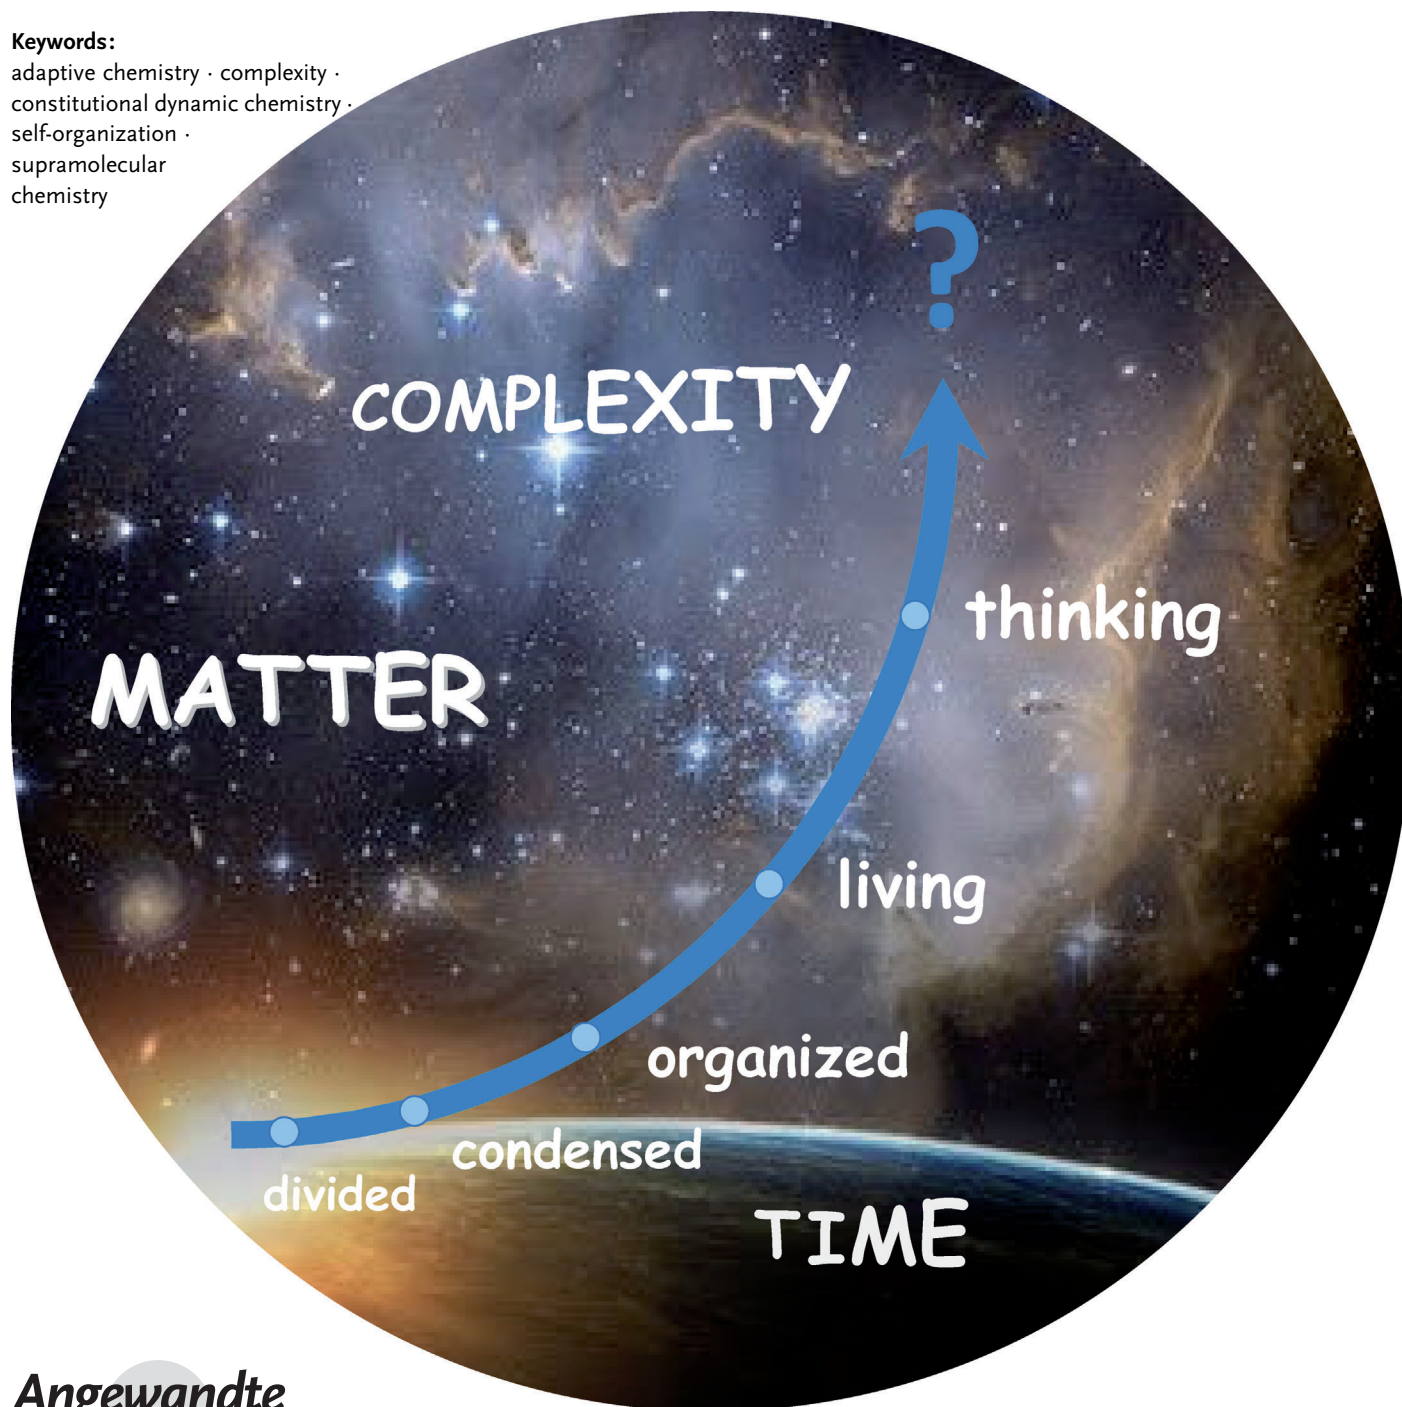 Keywords:
adaptive chemistry · complexity ·
constitutional dynamic chemistry ·
self-organization ·
supramolecular
chemistry
?
COMPLEXITY
thinking
MATTER
living
organized
condensed
divided
TIME
Angewandte